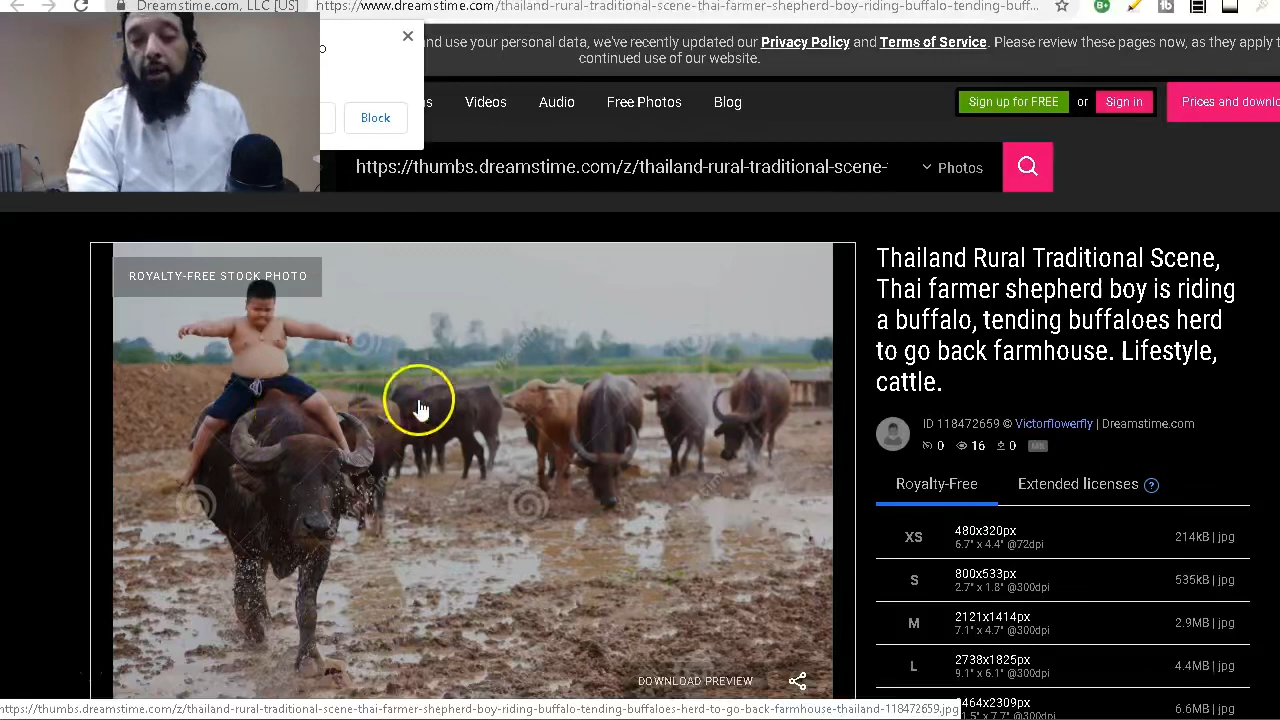 Dreamstime.com, LLC [US]
https://www.dreamstime.com/thailand-rural-traditional-scene-thai-farmer-shepherd-boy-riding-buffalo-tending-buff...
and use your personal data, we've recently updated our Privacy Policy and Terms of Service. Please review these pages now, as they apply t
continued use of our website.
Block
Videos
Audio
Free Photos
Blog
Sign up for FREE or Sign in
Prices and downlo
https://thumbs.dreamstime.com/z/thailand-rural-traditional-scene-
Photos
ROYALTY-FREE STOCK PHOTO
DOWNLOAD PREVIEW
Thailand Rural Traditional Scene,
Thai farmer shepherd boy is riding
a buffalo, tending buffaloes herd
to go back farmhouse. Lifestyle,
cattle.
ID 118472659 © Victorflowerfly | Dreamstime.com
0 16 0
Royalty-Free
Extended licenses ?
XS 480x320px 214kB | jpg
6.7" x 4.4" @72dpi
S 800x533px 535kB | jpg
2.7" x 1.8" @300dpi
M 2121x1414px 2.9MB | jpg
7.1" x 4.7" @300dpi
L 2738x1825px 4.4MB | jpg
9.1" x 6.1" @300dpi
464x2309px 6.6MB | jpg
1.5" x 7.7" @300dpi
https://thumbs.dreamstime.com/z/thailand-rural-traditional-scene-thai-farmer-shepherd-boy-riding-buffalo-tending-buffaloes-herd-to-go-back-farmhouse-thailand-118472659.jpg